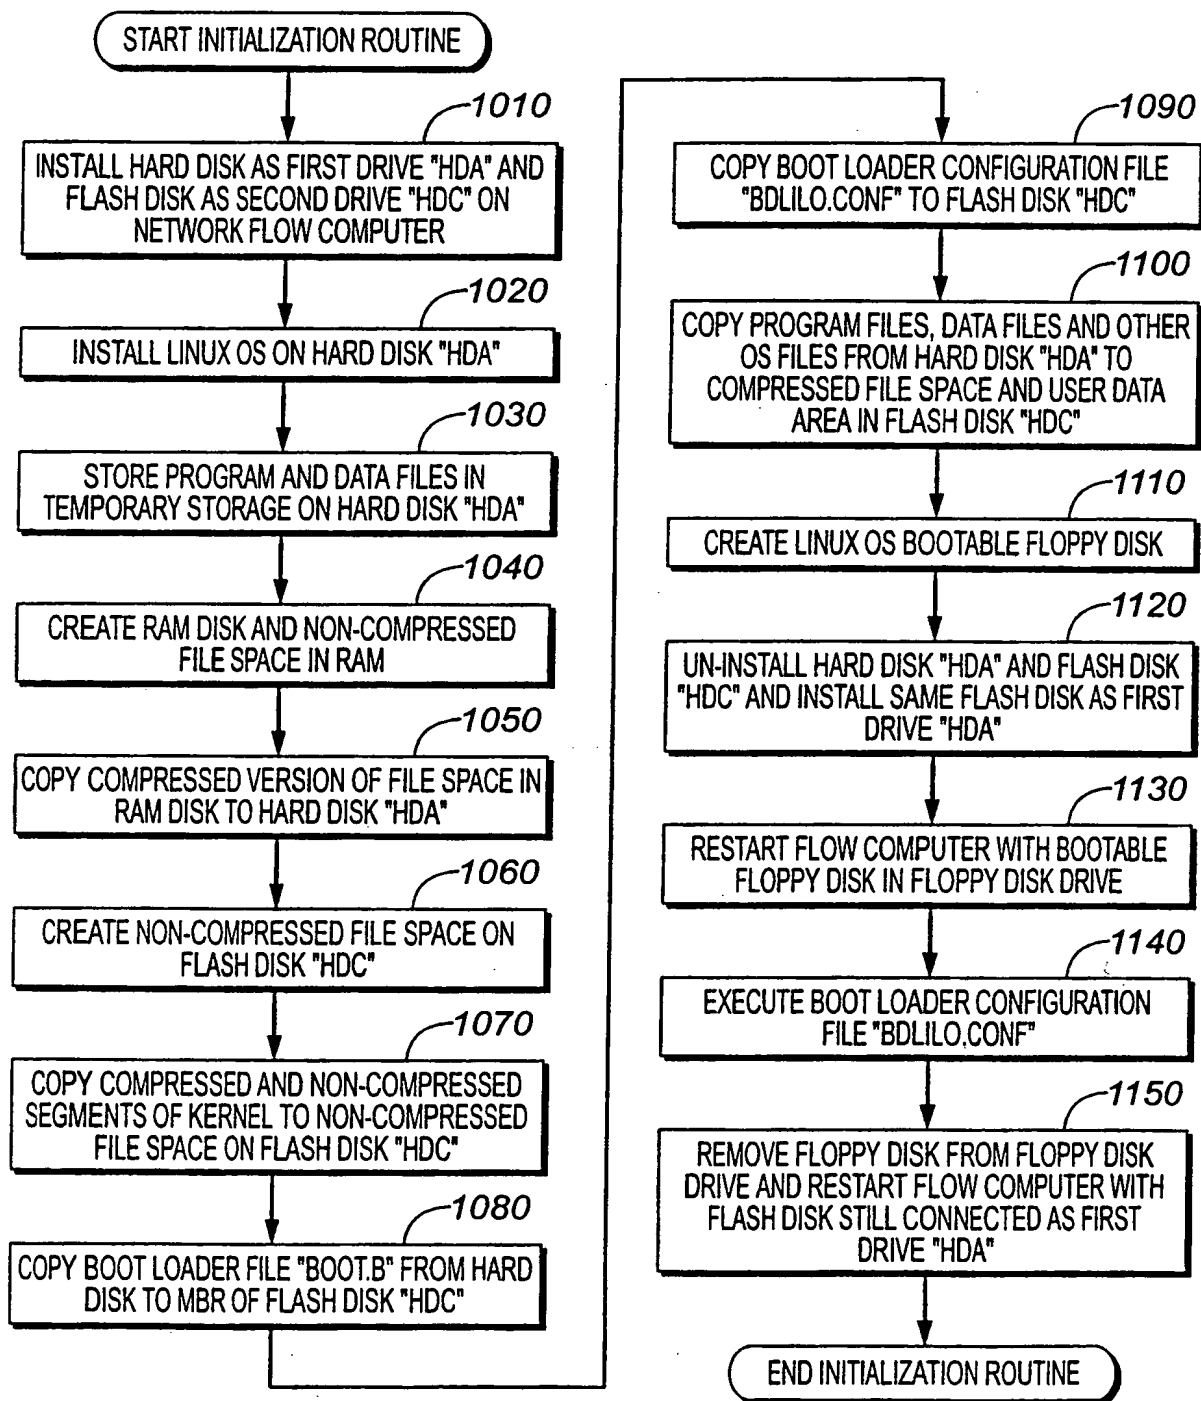 START INITIALIZATION ROUTINE
1010
INSTALL HARD DISK AS FIRST DRIVE "HDA" AND
FLASH DISK AS SECOND DRIVE "HDC" ON
NETWORK FLOW COMPUTER
1020
INSTALL LINUX OS ON HARD DISK "HDA"
1030
STORE PROGRAM AND DATA FILES IN
TEMPORARY STORAGE ON HARD DISK "HDA"
1040
CREATE RAM DISK AND NON-COMPRESSED
FILE SPACE IN RAM
1050
COPY COMPRESSED VERSION OF FILE SPACE IN
RAM DISK TO HARD DISK "HDA"
1060
CREATE NON-COMPRESSED FILE SPACE ON
FLASH DISK "HDC"
1070
COPY COMPRESSED AND NON-COMPRESSED
SEGMENTS OF KERNEL TO NON-COMPRESSED
FILE SPACE ON FLASH DISK "HDC"
1080
COPY BOOT LOADER FILE "BOOT.B" FROM HARD
DISK TO MBR OF FLASH DISK "HDC"
1090
COPY BOOT LOADER CONFIGURATION FILE
"BDLILO.CONF" TO FLASH DISK "HDC"
1100
COPY PROGRAM FILES, DATA FILES AND OTHER
OS FILES FROM HARD DISK "HDA" TO
COMPRESSED FILE SPACE AND USER DATA
AREA IN FLASH DISK "HDC"
1110
CREATE LINUX OS BOOTABLE FLOPPY DISK
1120
UN-INSTALL HARD DISK "HDA" AND FLASH DISK
"HDC" AND INSTALL SAME FLASH DISK AS FIRST
DRIVE "HDA"
1130
RESTART FLOW COMPUTER WITH BOOTABLE
FLOPPY DISK IN FLOPPY DISK DRIVE
1140
EXECUTE BOOT LOADER CONFIGURATION
FILE "BDLILO.CONF"
1150
REMOVE FLOPPY DISK FROM FLOPPY DISK
DRIVE AND RESTART FLOW COMPUTER WITH
FLASH DISK STILL CONNECTED AS FIRST
DRIVE "HDA"
END INITIALIZATION ROUTINE